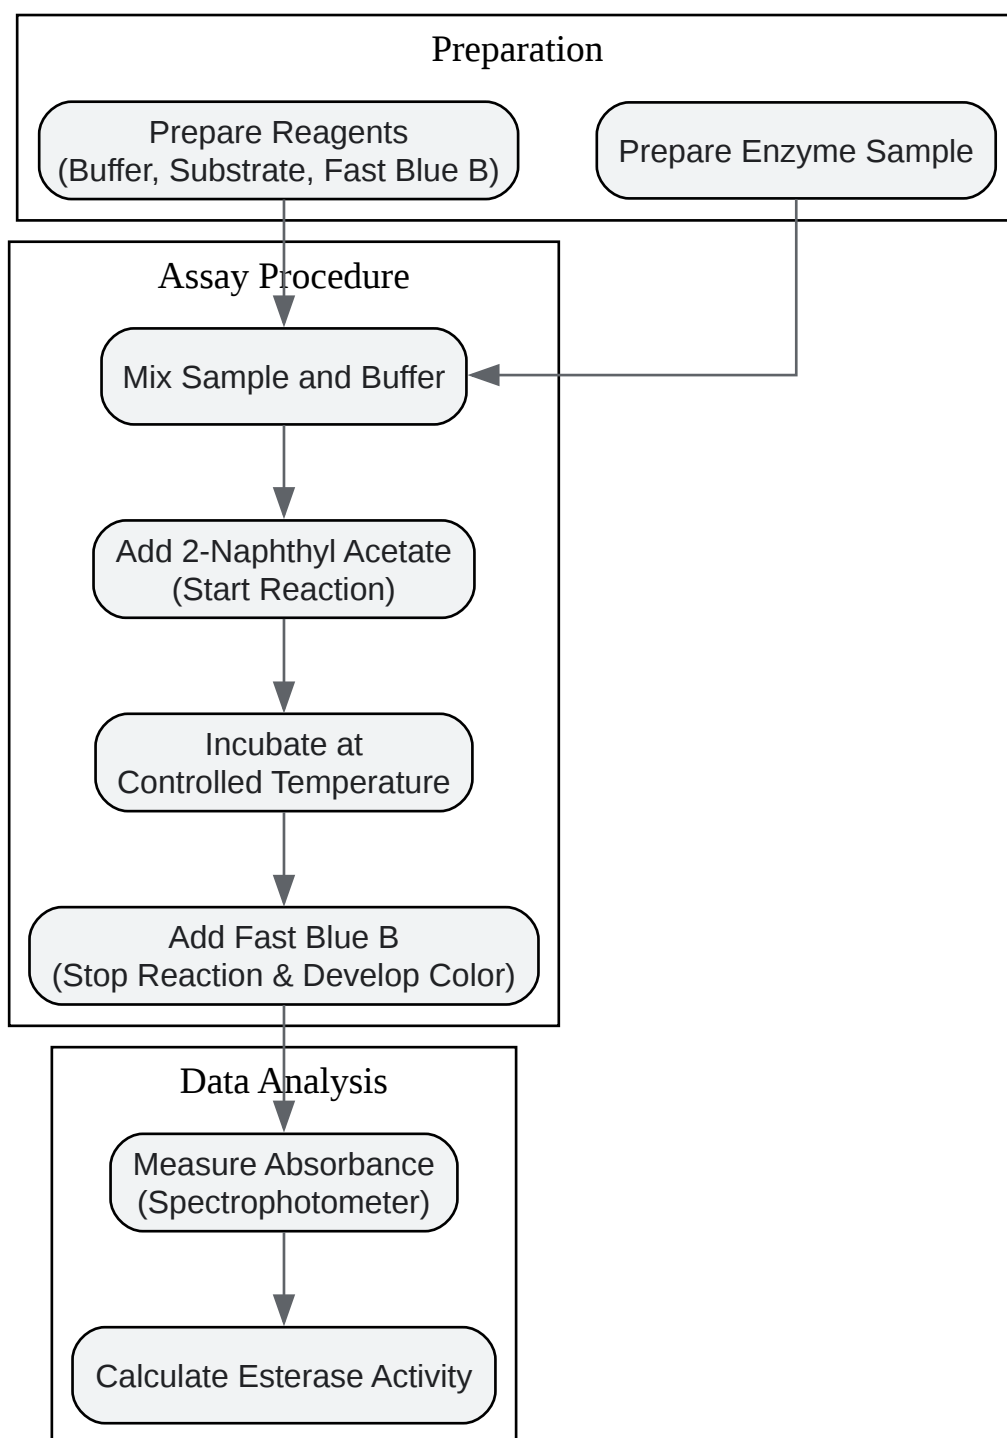 Preparation
Prepare Reagents
(Buffer, Substrate, Fast Blue B)
Prepare Enzyme Sample
Assay Procedure
Mix Sample and Buffer
Add 2-Naphthyl Acetate
(Start Reaction)
Incubate at
Controlled Temperature
Add Fast Blue B
(Stop Reaction & Develop Color)
Data Analysis
Measure Absorbance
(Spectrophotometer)
Calculate Esterase Activity